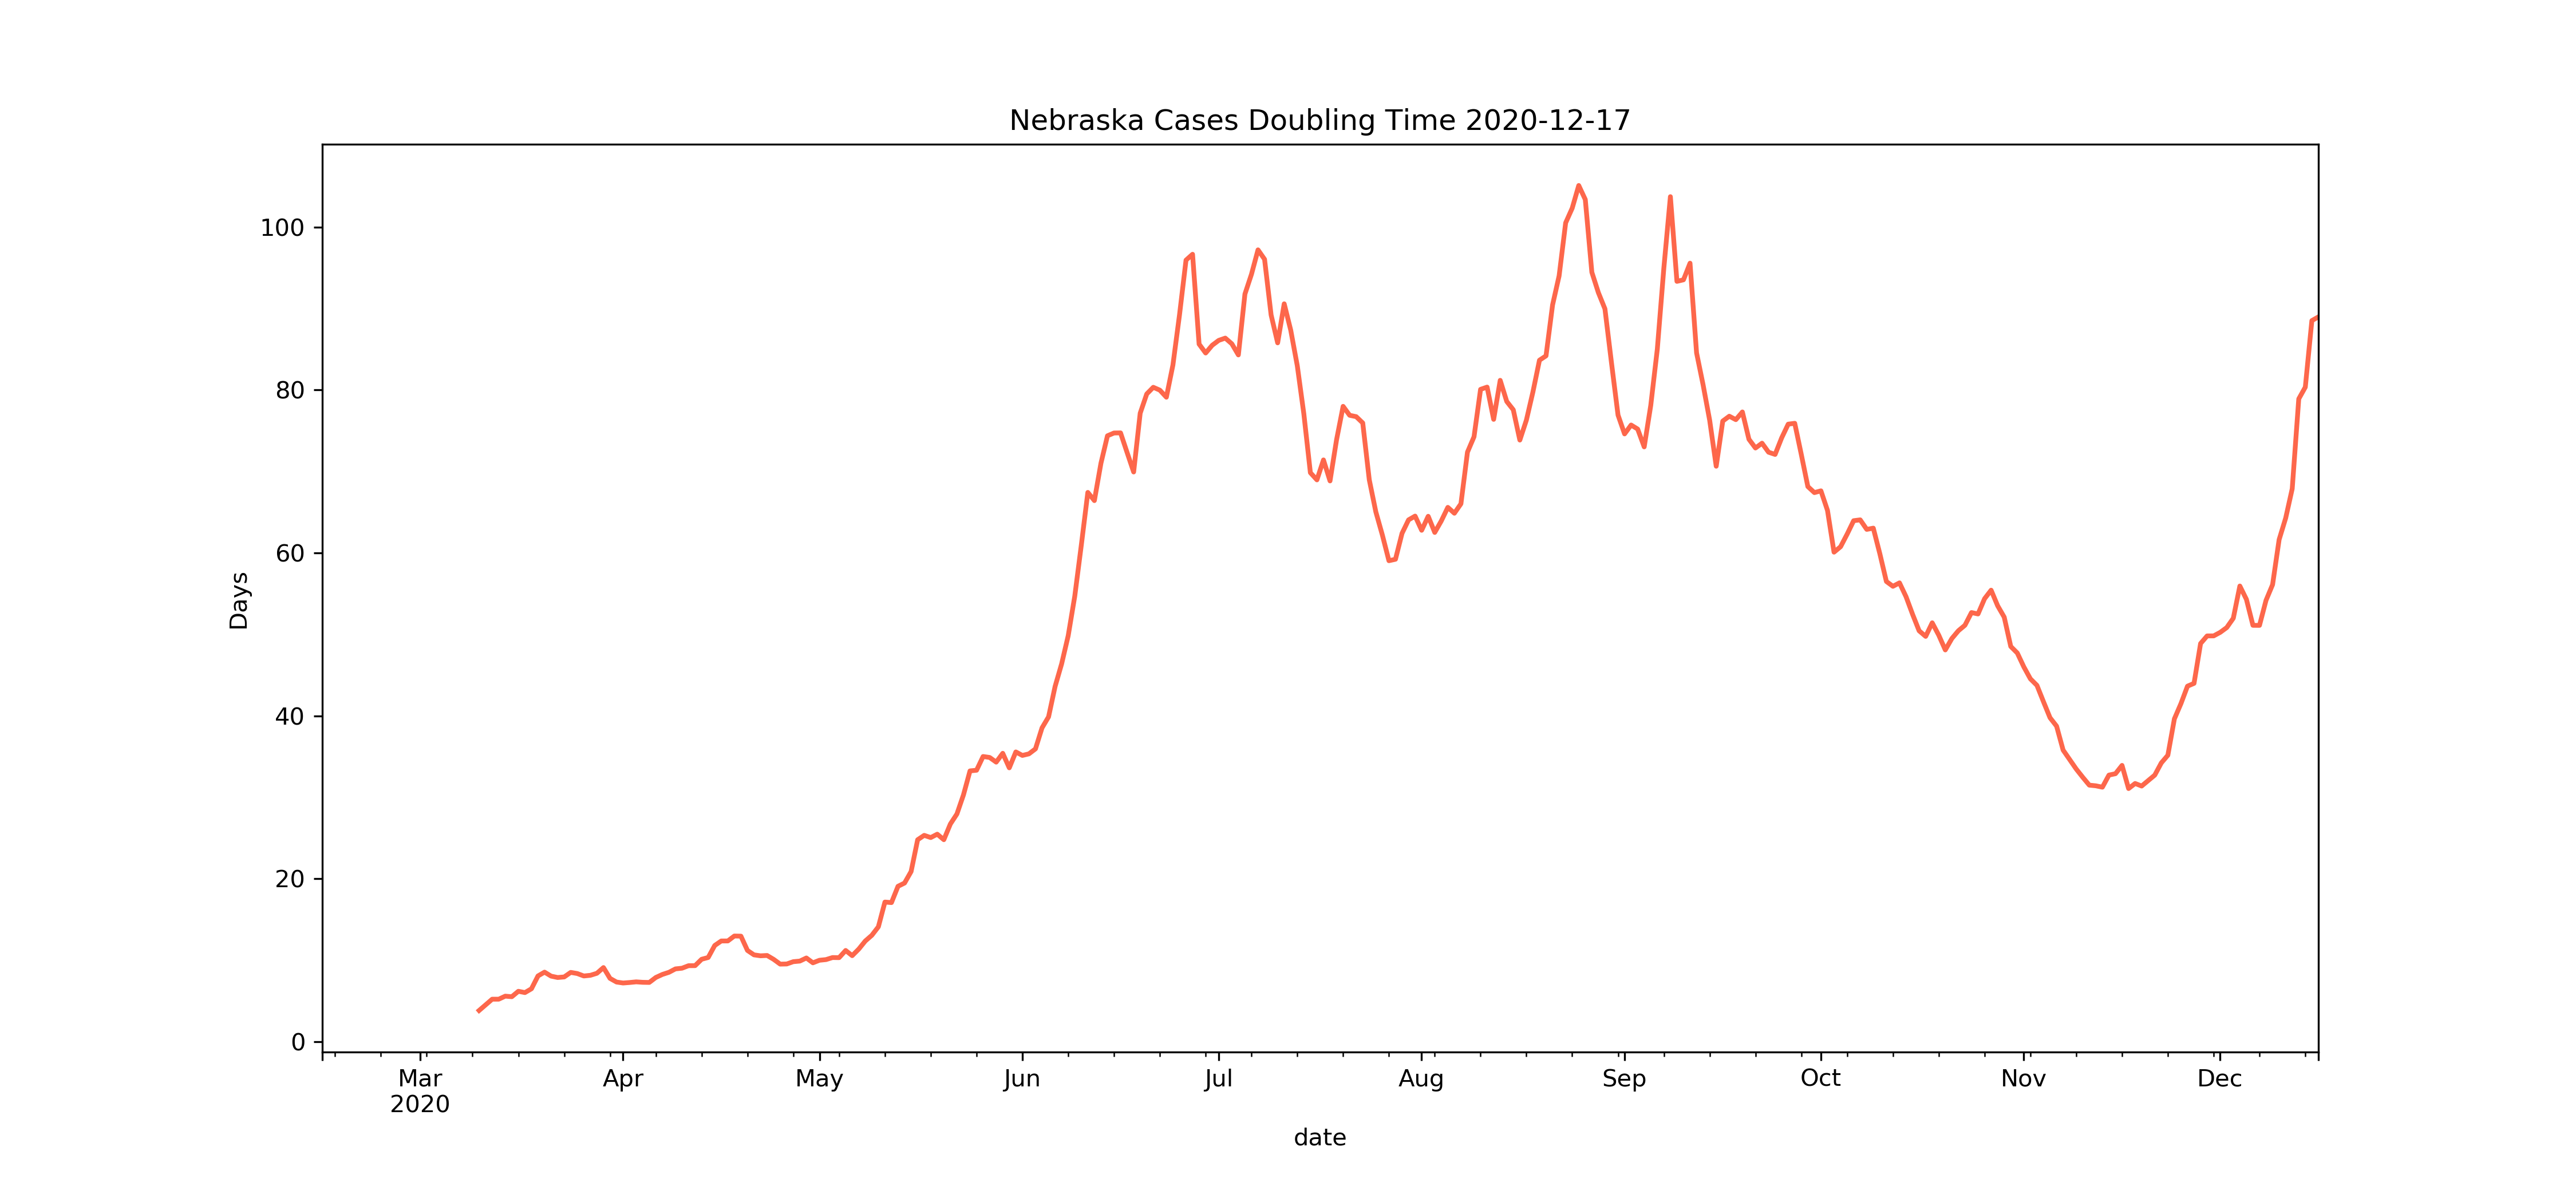 Nebraska Cases Doubling Time 2020-12-17
100
80
60
40
20
0
Days
Mar Apr May Jun Jul Aug Sep Oct Nov Dec
2020
date